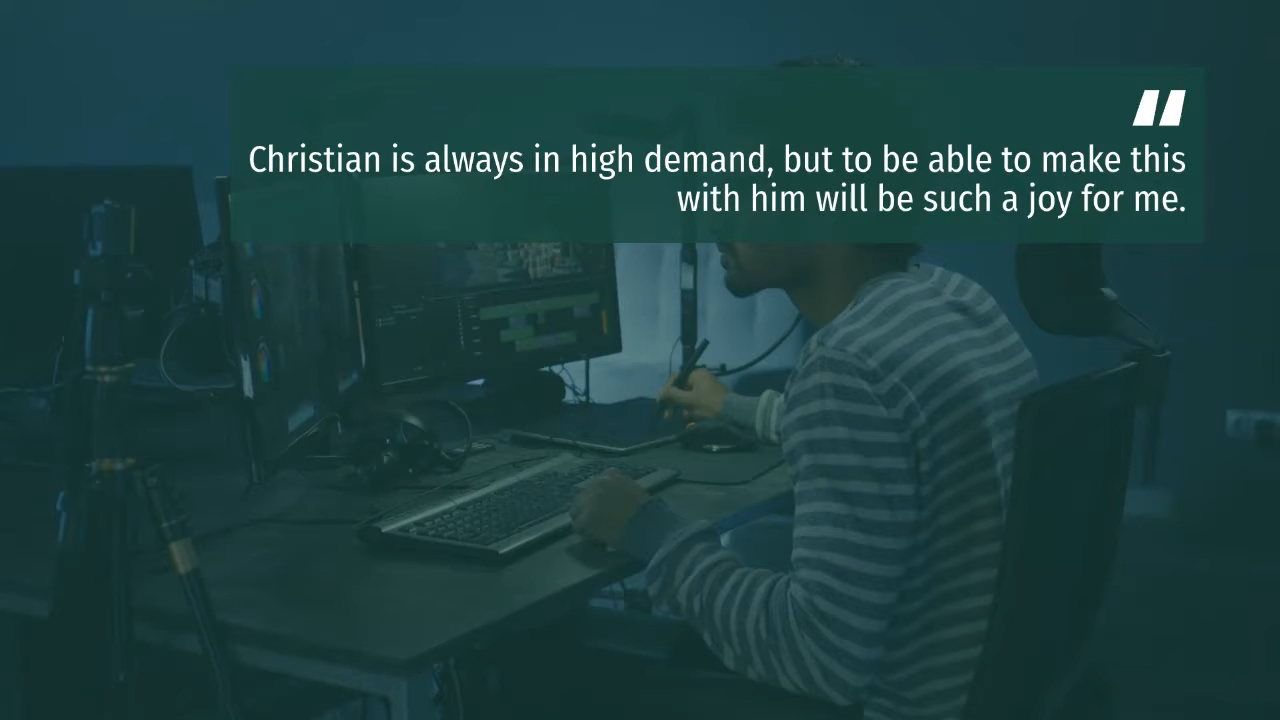 "
Christian is always in high demand, but to be able to make this
with him will be such a joy for me.